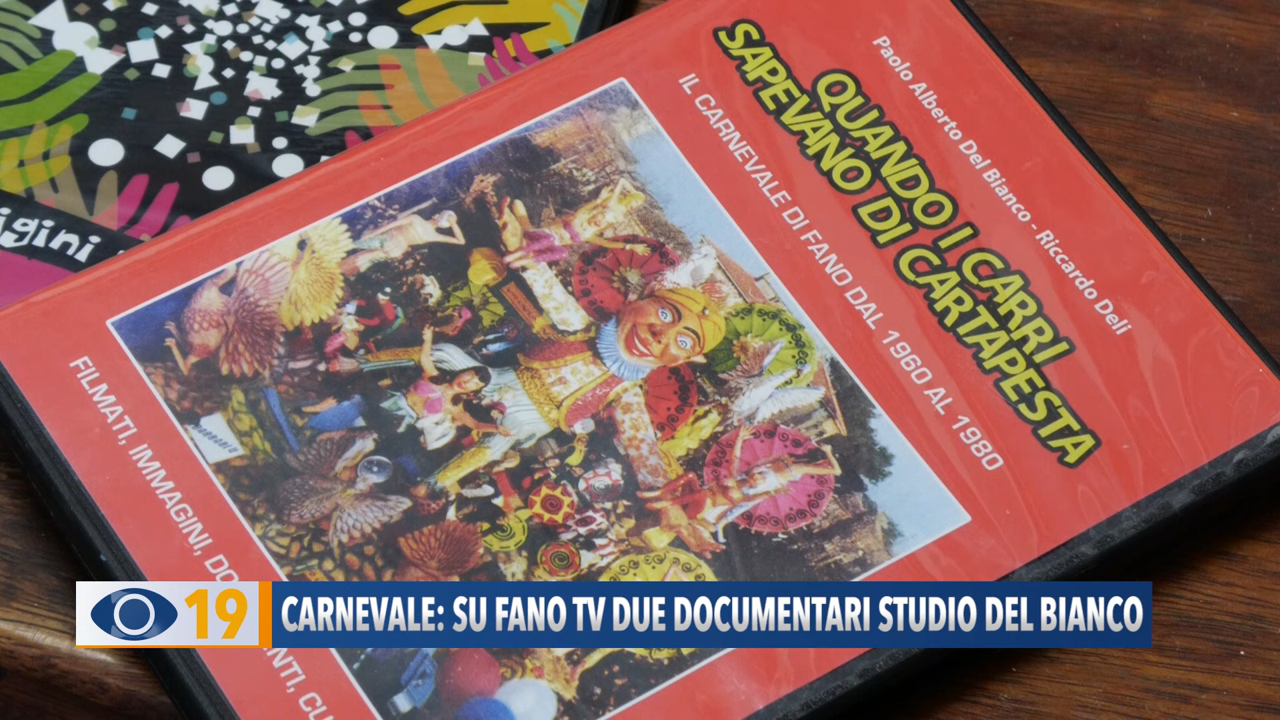 Paolo Alberto Del Bianco - Riccardo Deli
QUANDO I CARRI
SAPEVANO DI CARTAPESTA
IL CARNEVALE DI FANO DAL 1960 AL 1980
FILMATI, IMMAGINI,
19
CARNEVALE: SU FANO TV DUE DOCUMENTARI STUDIO DEL BIANCO